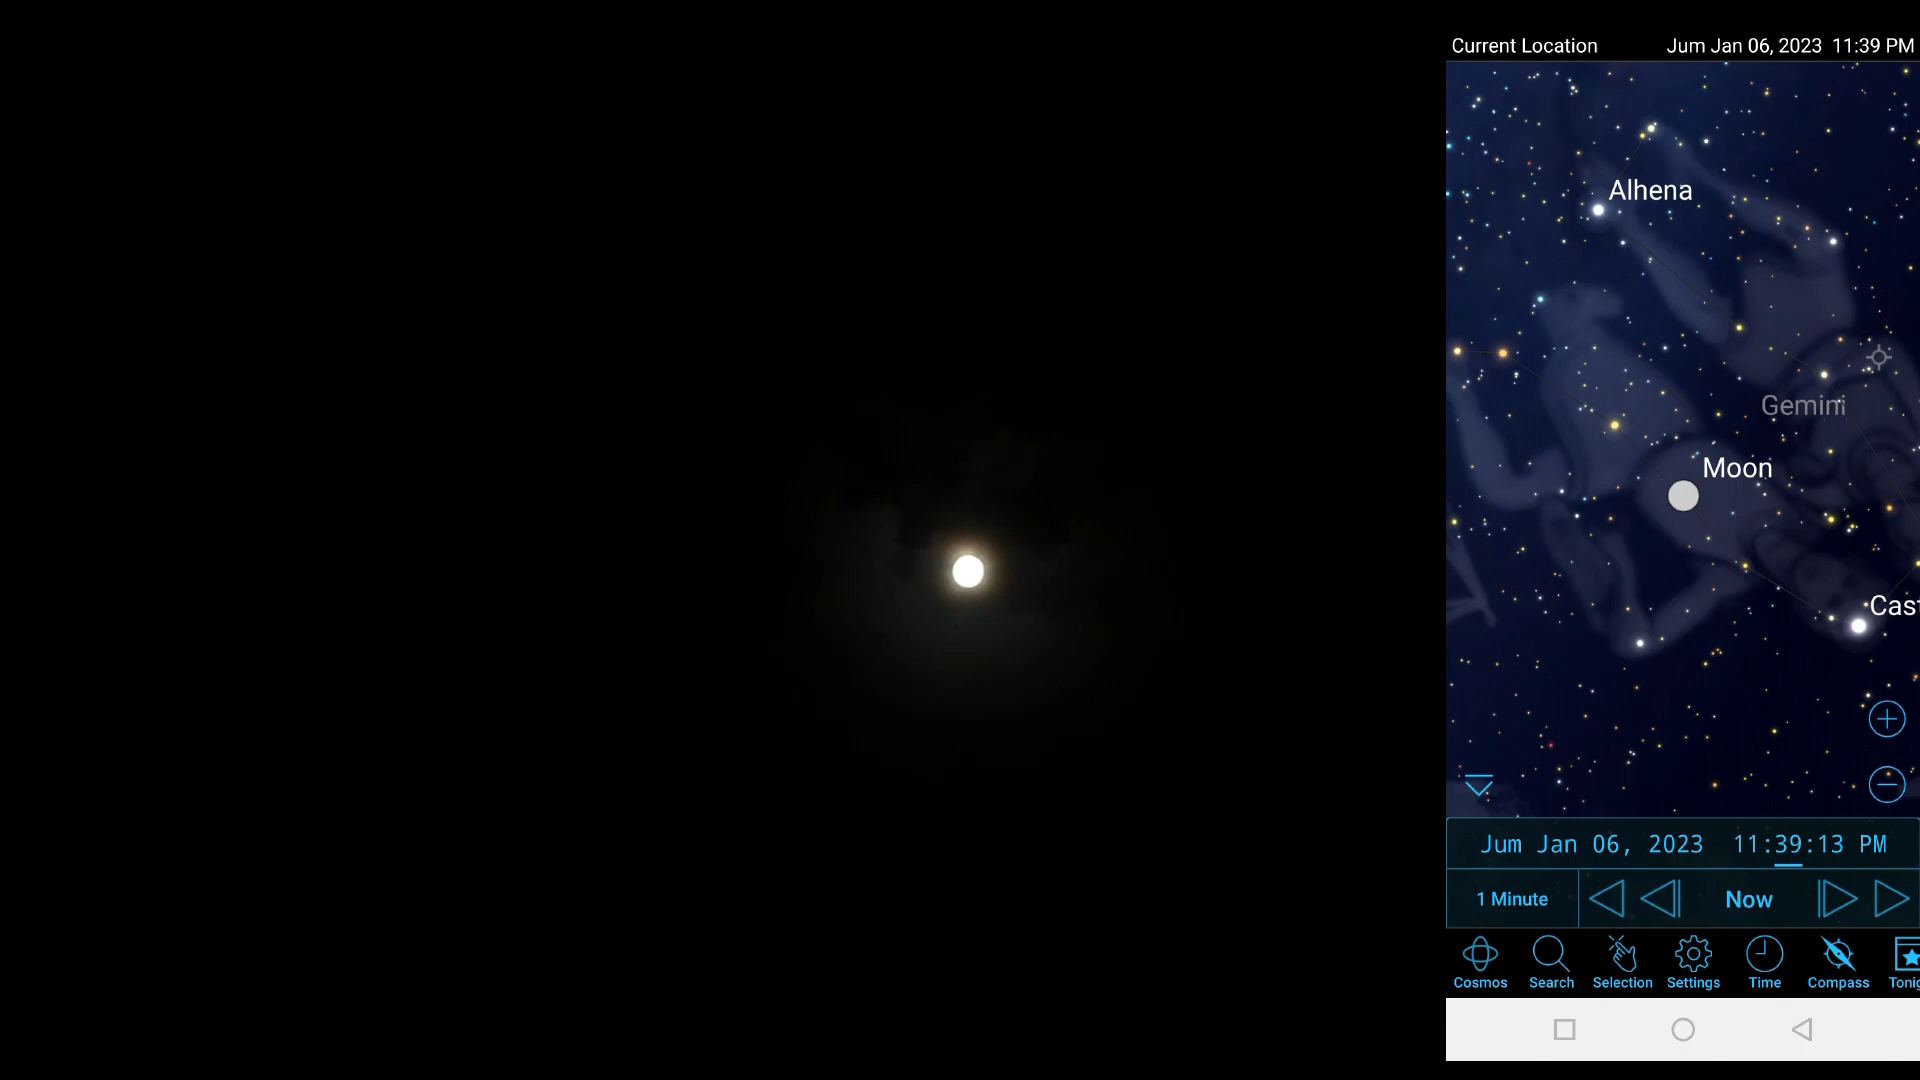 Current Location Jum Jan 06, 2023 11:39 PM
Alhena
Gemini
Moon
Cast
Jum Jan 06, 2023 11:39:13 PM
1 Minute Now
Cosmos Search Selection Settings Time Compass Tonig